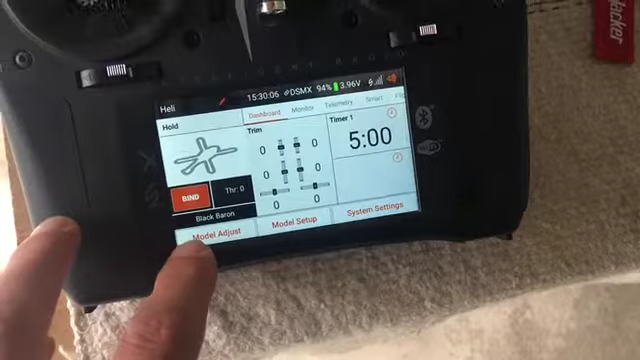 Heli
15:30:06
DSMX
94%
3.96V
Hold
Dashboard
Monitor
Telemetry
Smart
Trim
Timer 1
0
0
0
0
0
0
5:00
BIND
Thr: 0
Black Baron
Model Adjust
Model Setup
System Settings